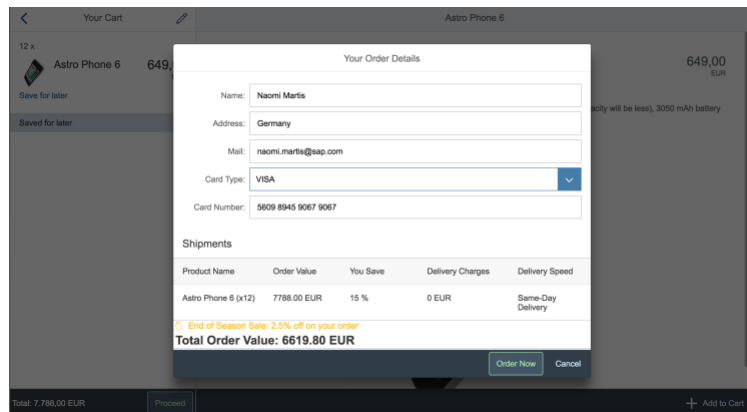 Your Cart
Astro Phone 6
12 x
Astro Phone 6
649,
649,00
EUR
Save for later
acity will be less), 3050 mAh battery
Saved for later
Your Order Details
Name: Naomi Martis
Address: Germany
Mail: naomi.martis@sap.com
Card Type: VISA
Card Number: 5609 8945 9067 9067
Shipments
Product Name Order Value You Save Delivery Charges Delivery Speed
Astro Phone 6 (x12) 7788.00 EUR 15 % 0 EUR Same-Day
Delivery
End of Season Sale: 2.5% off on your order
Total Order Value: 6619.80 EUR
Order Now Cancel
Total: 7.788,00 EUR Proceed
Add to Cart